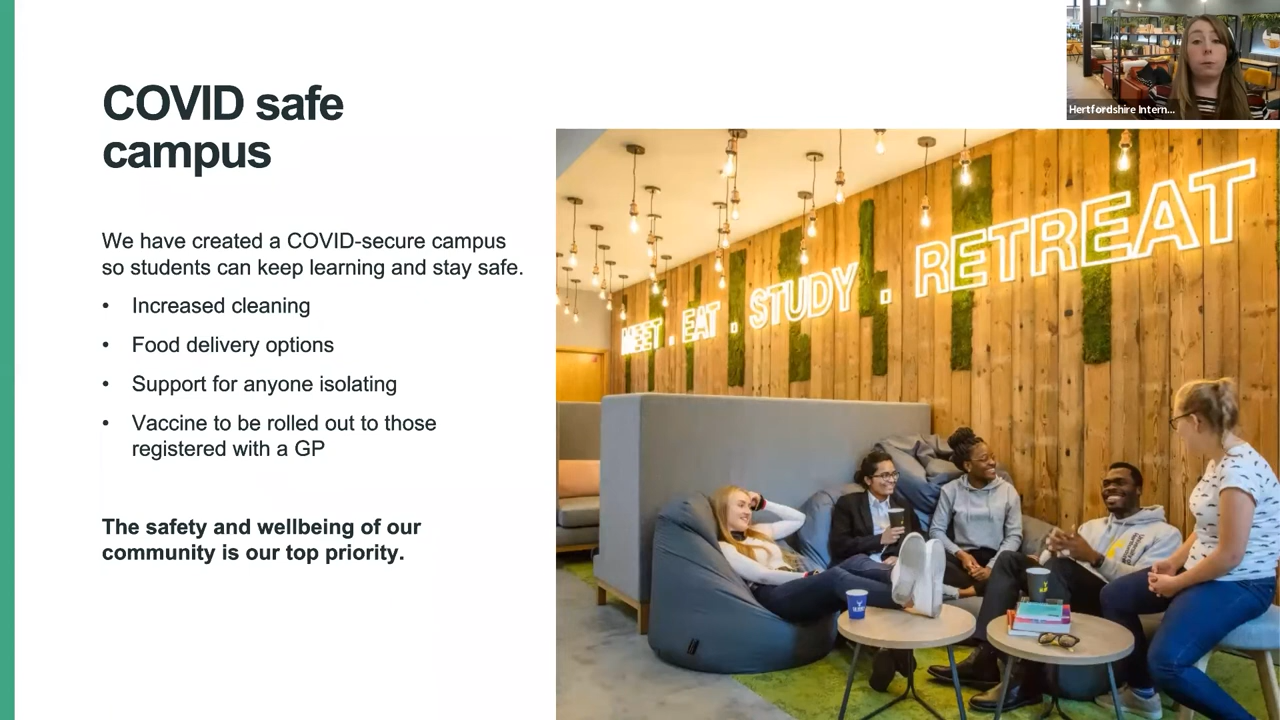 COVID safe
campus
We have created a COVID-secure campus
so students can keep learning and stay safe.
• Increased cleaning
• Food delivery options
• Support for anyone isolating
• Vaccine to be rolled out to those
registered with a GP
The safety and wellbeing of our
community is our top priority.
Hertfordshire Intern...
MEET . EAT . STUDY . RETREAT